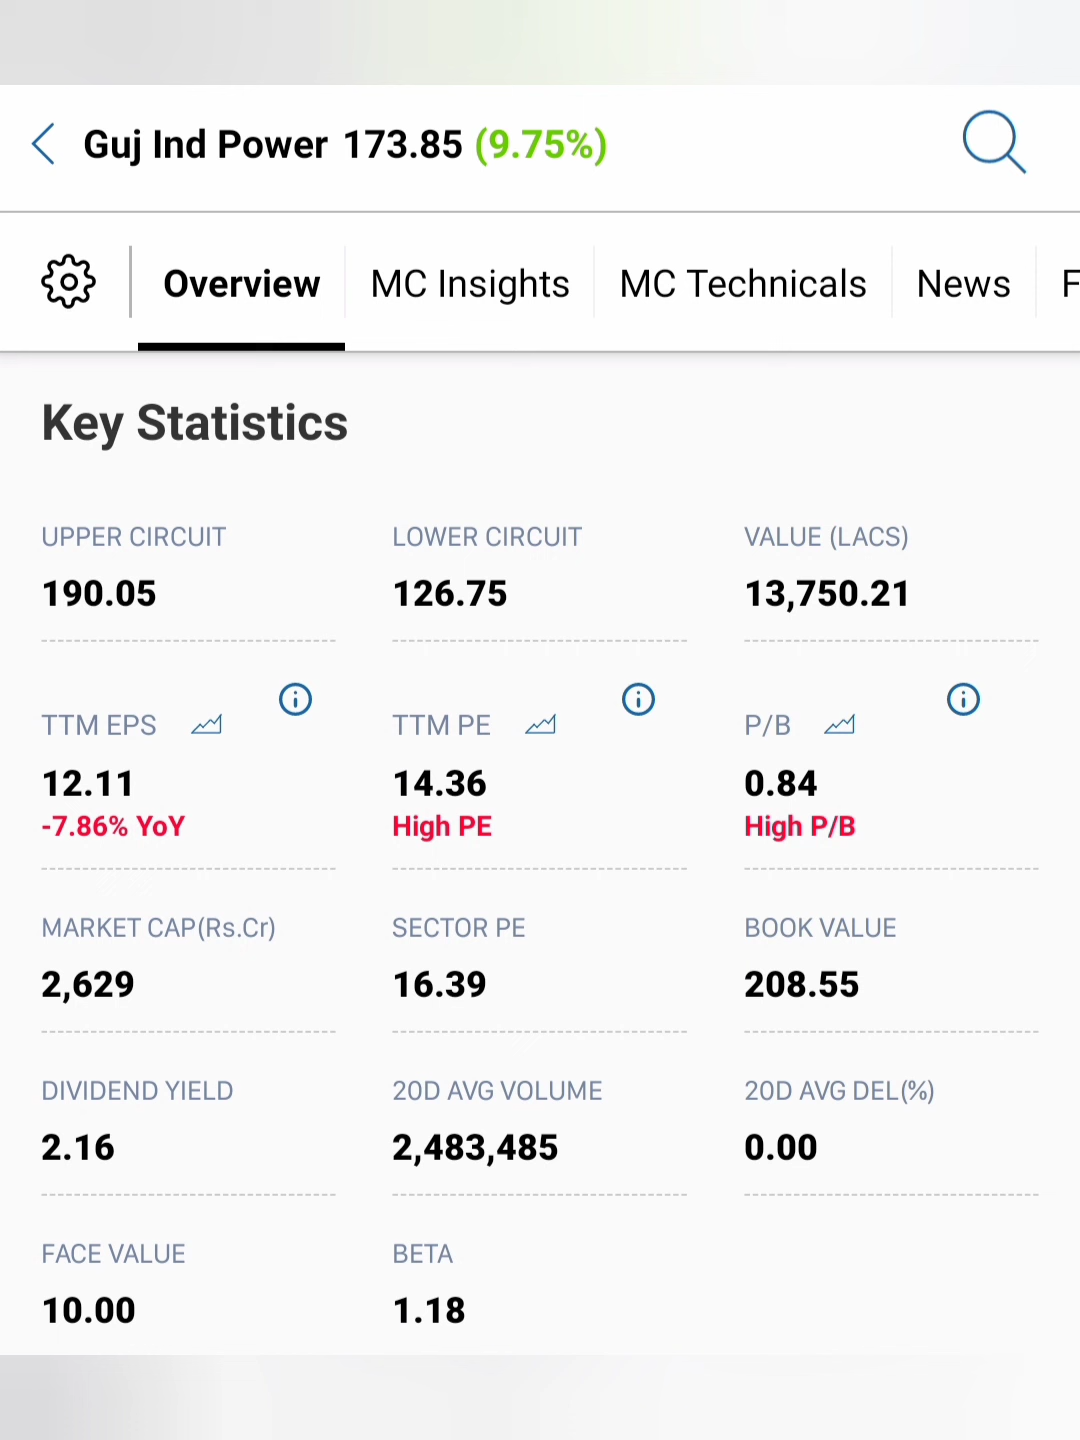 Guj Ind Power 173.85 (9.75%)
Overview MC Insights MC Technicals News F
Key Statistics
UPPER CIRCUIT LOWER CIRCUIT VALUE (LACS)
190.05 126.75 13,750.21
TTM EPS TTM PE P/B
12.11 14.36 0.84
-7.86% YoY High PE High P/B
MARKET CAP(Rs.Cr) SECTOR PE BOOK VALUE
2,629 16.39 208.55
DIVIDEND YIELD 20D AVG VOLUME 20D AVG DEL(%)
2.16 2,483,485 0.00
FACE VALUE BETA
10.00 1.18